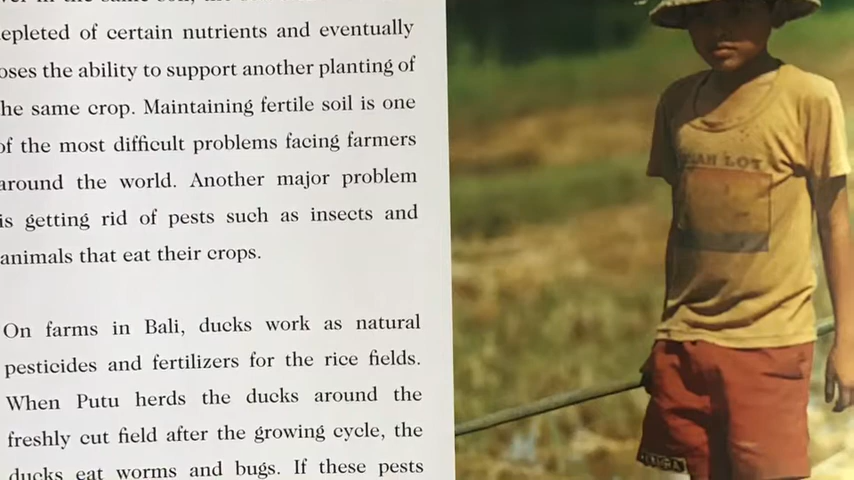 depleted of certain nutrients and eventually
loses the ability to support another planting of
the same crop. Maintaining fertile soil is one
of the most difficult problems facing farmers
around the world. Another major problem
is getting rid of pests such as insects and
animals that eat their crops.
On farms in Bali, ducks work as natural
pesticides and fertilizers for the rice fields.
When Putu herds the ducks around the
freshly cut field after the growing cycle, the
ducks eat worms and bugs. If these pests
LOT